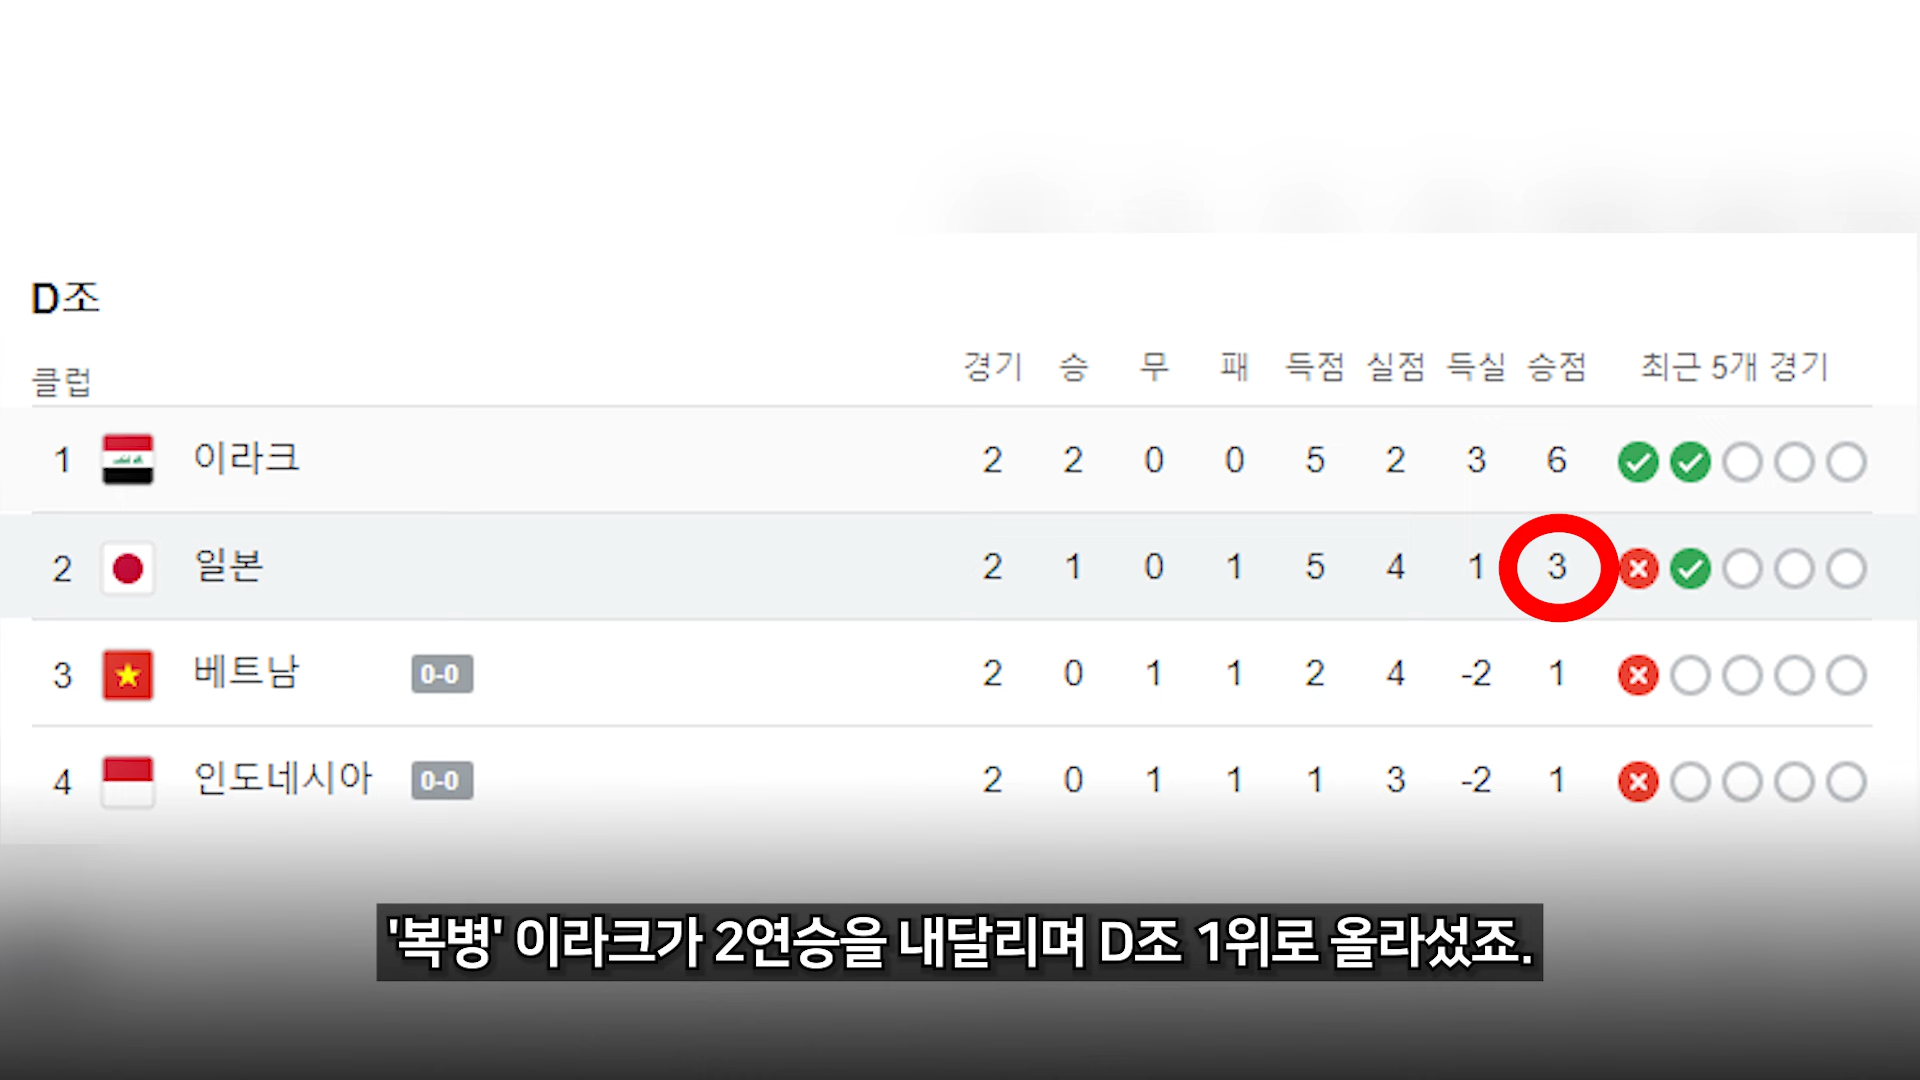 D조
클럽 경기 승 무 패 득점 실점 득실 승점 최근 5개 경기
1 이라크 2 2 0 0 5 2 3 6
2 일본 2 1 0 1 5 4 1 3
3 베트남 0-0 2 0 1 1 2 4 -2 1
4 인도네시아 0-0 2 0 1 1 1 3 -2 1
'복병' 이라크가 2연승을 내달리며 D조 1위로 올라섰죠.